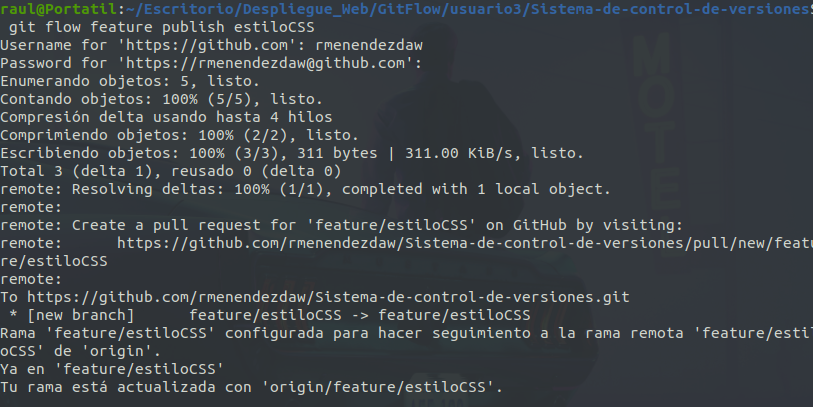 raul@Portatil:~/Escritorio/Despliegue_Web/GitFlow/usuario3/Sistema-de-control-de-versiones$
 git flow feature publish estiloCSS
Username for 'https://github.com': rmenendezdaw
Password for 'https://rmenendezdaw@github.com':
Enumerando objetos: 5, listo.
Contando objetos: 100% (5/5), listo.
Compresión delta usando hasta 4 hilos
Comprimiendo objetos: 100% (2/2), listo.
Escribiendo objetos: 100% (3/3), 311 bytes | 311.00 KiB/s, listo.
Total 3 (delta 1), reusado 0 (delta 0)
remote: Resolving deltas: 100% (1/1), completed with 1 local object.
remote:
remote: Create a pull request for 'feature/estiloCSS' on GitHub by visiting:
remote:      https://github.com/rmenendezdaw/Sistema-de-control-de-versiones/pull/new/featu
re/estiloCSS
remote:
To https://github.com/rmenendezdaw/Sistema-de-control-de-versiones.git
 * [new branch]      feature/estiloCSS -> feature/estiloCSS
Rama 'feature/estiloCSS' configurada para hacer seguimiento a la rama remota 'feature/estil
oCSS' de 'origin'.
Ya en 'feature/estiloCSS'
Tu rama está actualizada con 'origin/feature/estiloCSS'.
MOTE